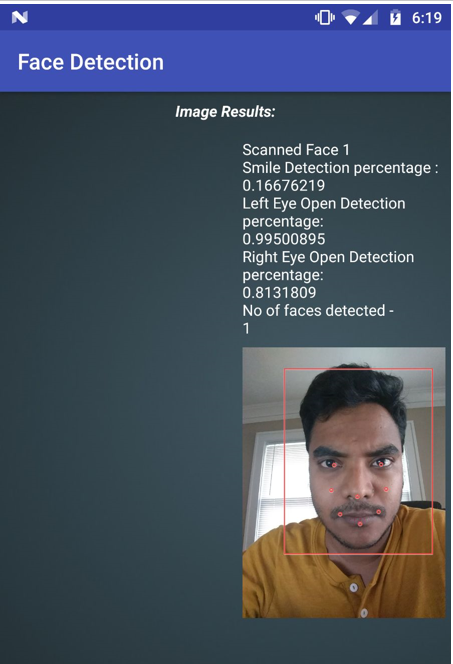 6:19
Face Detection
Image Results:
Scanned Face 1
Smile Detection percentage :
0.16676219
Left Eye Open Detection
percentage:
0.99500895
Right Eye Open Detection
percentage:
0.8131809
No of faces detected -
1